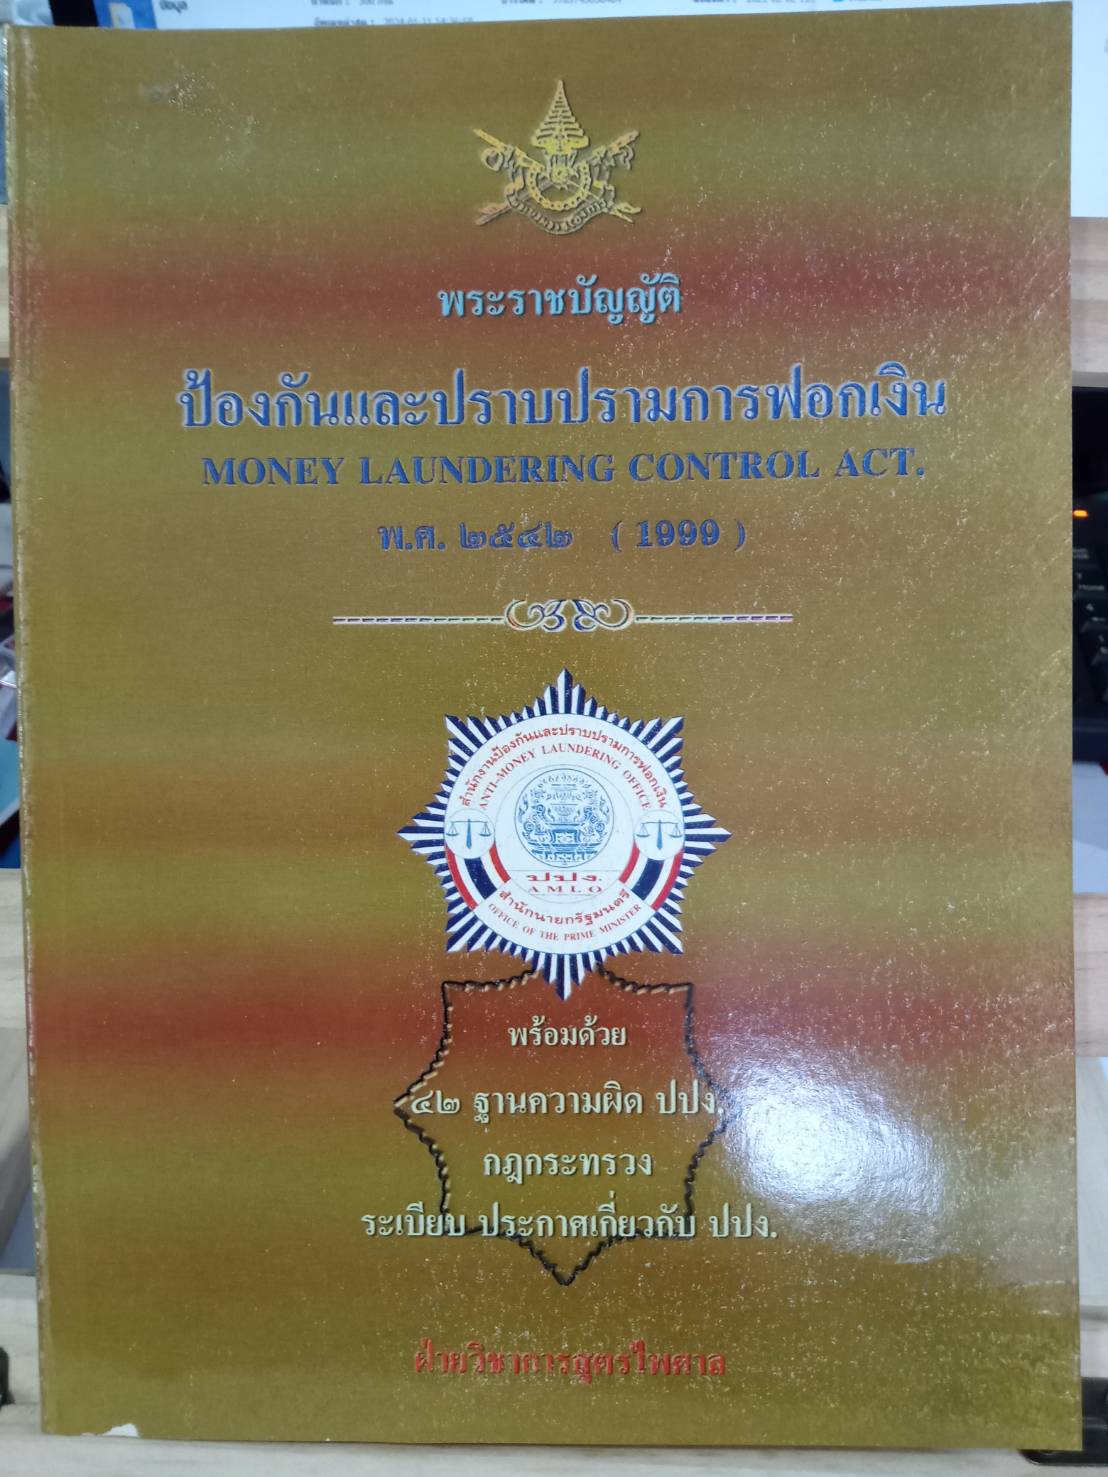 ข้อมูล
พระราชบัญญัติ
ป้องกันและปราบปรามการฟอกเงิน
MONEY LAUNDERING CONTROL ACT.
พ.ศ. ๒๕๔๒ ( 1999 )
สำนักงานป้องกันและปราบปรามการฟอกเงิน
ANTI-MONEY LAUNDERING OFFICE
ปปง.
AMLO
สำนักนายกรัฐมนตรี
OFFICE OF THE PRIME MINISTER
พร้อมด้วย
๔๒ ฐานความผิด ปปง.
กฎกระทรวง
ระเบียบ ประกาศเกี่ยวกับ ปปง.
ฝ่ายวิชาการสูตรไพศาล
Home